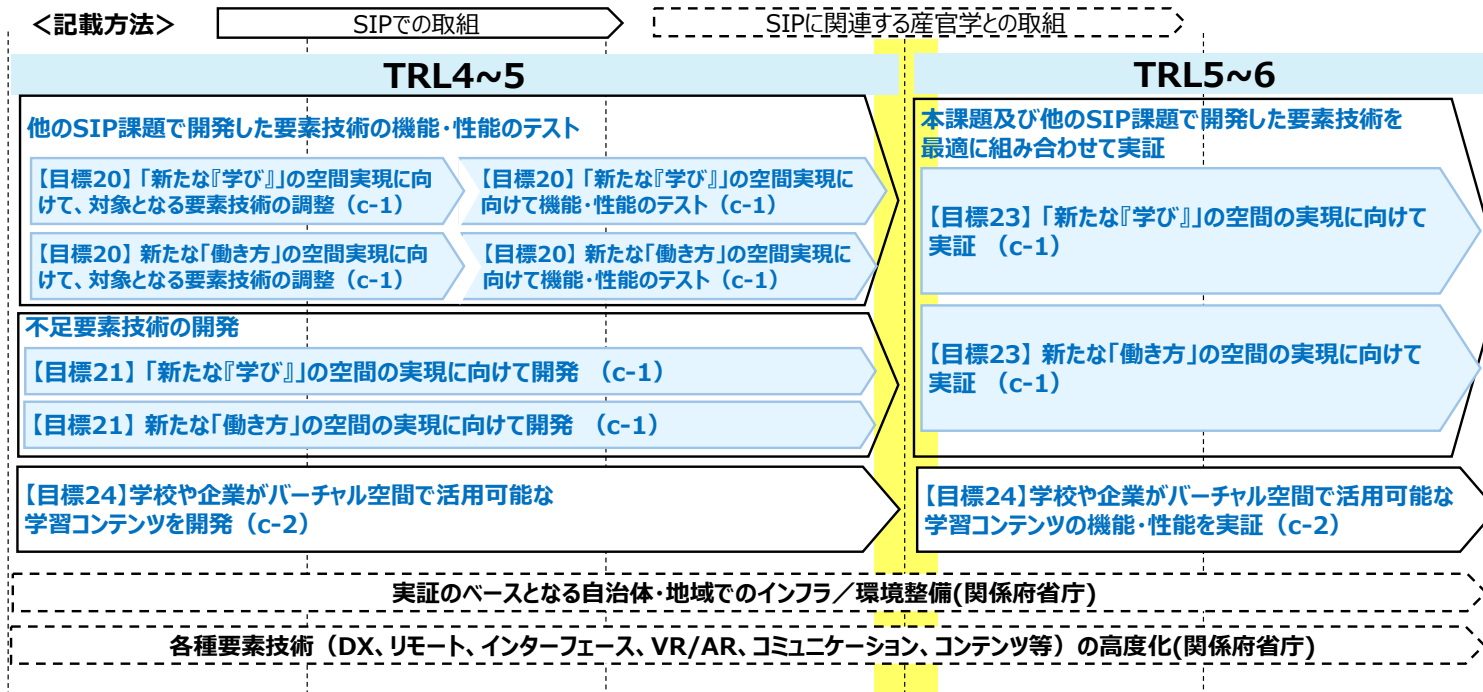 <記載方法>
SIPでの取組
SIPに関連する産官学との取組
TRL4~5
TRL5~6
他のSIP課題で開発した要素技術の機能・性能のテスト
【目標20】「新たな『学び』」の空間実現に向
けて、対象となる要素技術の調整（c-1）
【目標20】「新たな『学び』」の空間実現に
向けて機能・性能のテスト（c-1）
【目標20】新たな「働き方」の空間実現に向
けて、対象となる要素技術の調整（c-1）
【目標20】新たな「働き方」の空間実現に
向けて機能・性能のテスト（c-1）
不足要素技術の開発
【目標21】「新たな『学び』」の空間の実現に向けて開発 （c-1）
【目標21】新たな「働き方」の空間の実現に向けて開発 （c-1）
【目標24】学校や企業がバーチャル空間で活用可能な
学習コンテンツを開発（c-2）
本課題及び他のSIP課題で開発した要素技術を
最適に組み合わせて実証
【目標23】「新たな『学び』」の空間の実現に向けて
実証 （c-1）
【目標23】新たな「働き方」の空間の実現に向けて
実証 （c-1）
【目標24】学校や企業がバーチャル空間で活用可能な
学習コンテンツの機能・性能を実証（c-2）
実証のベースとなる自治体・地域でのインフラ／環境整備(関係府省庁)
各種要素技術（DX、リモート、インターフェース、VR/AR、コミュニケーション、コンテンツ等）の高度化(関係府省庁)